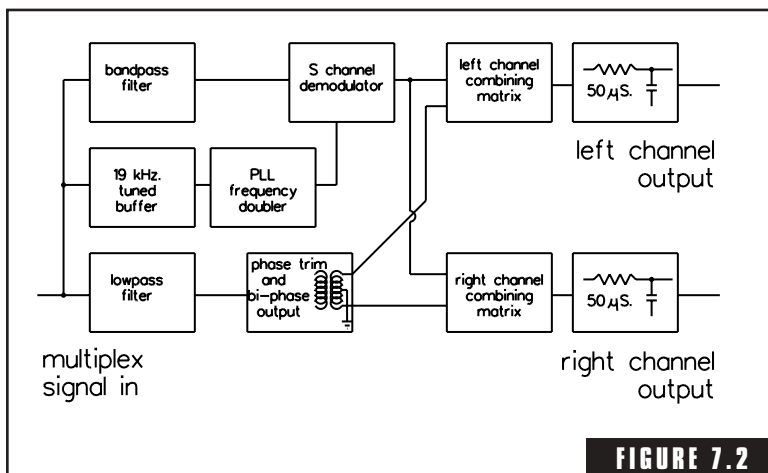 bandpass
filter
S channel
demodulator
left channel
combining
matrix
50µS.
left channel
output
19 kHz.
tuned
buffer
PLL
frequency
doubler
lowpass
filter
phase trim
and
bi-phase
output
right channel
combining
matrix
50µS.
right channel
output
multiplex
signal in
FIGURE 7.2